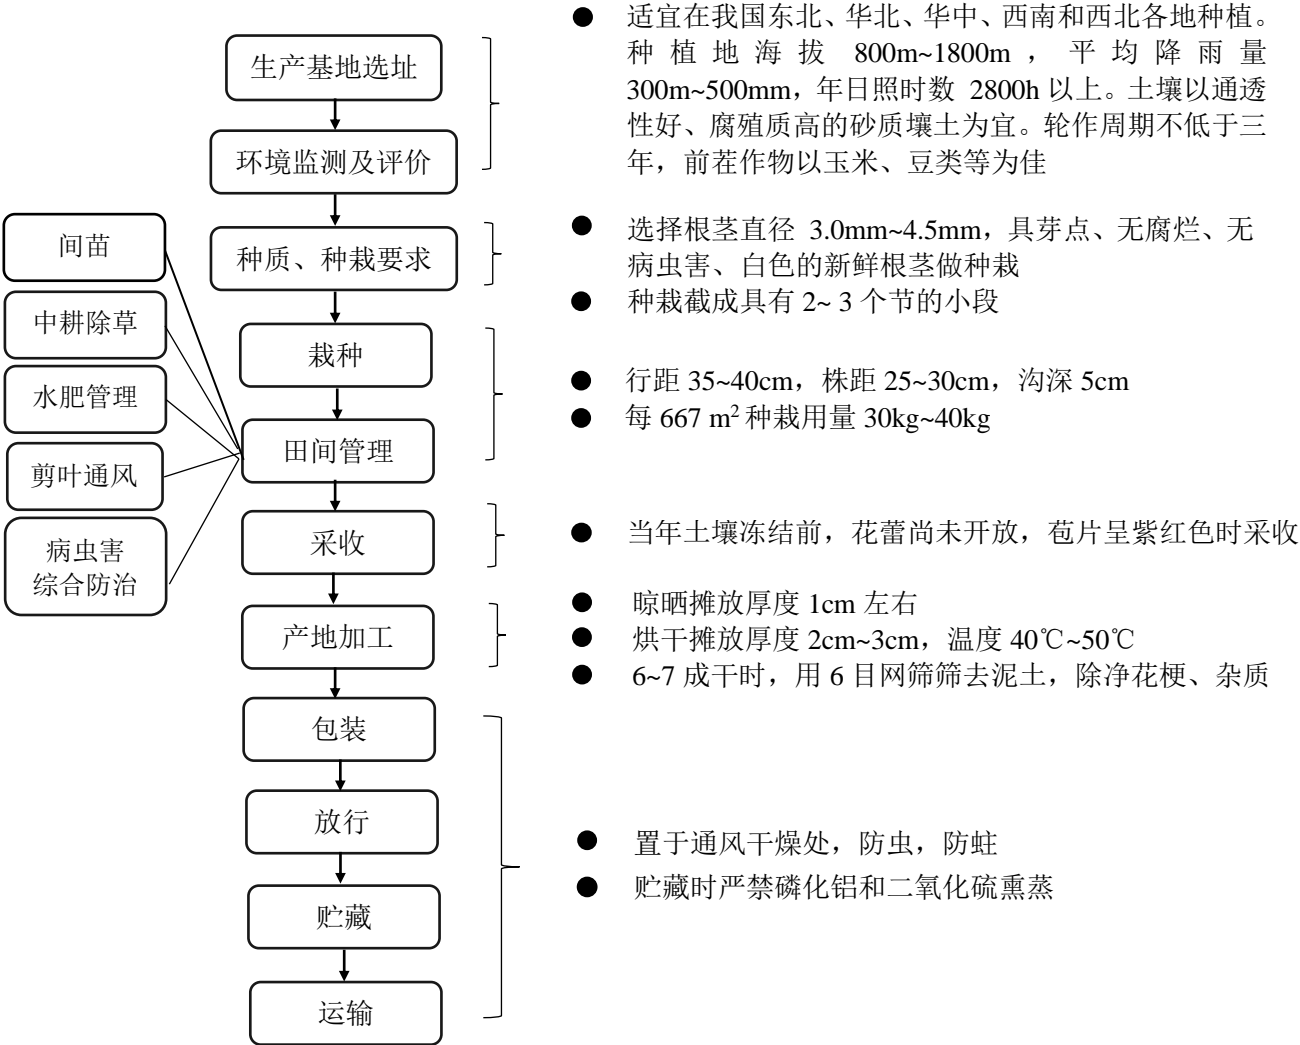 生产基地选址
环境监测及评价
种质、种栽要求
栽种
田间管理
采收
产地加工
包装
放行
贮藏
运输
间苗
中耕除草
水肥管理
剪叶通风
病虫害
综合防治
● 适宜在我国东北、华北、华中、西南和西北各地种植。
种植地海拔 800m~1800m，平均降雨量
300m~500mm，年日照时数 2800h 以上。土壤以通透
性好、腐殖质高的砂质壤土为宜。轮作周期不低于三
年，前茬作物以玉米、豆类等为佳
● 选择根茎直径 3.0mm~4.5mm，具芽点、无腐烂、无
病虫害、白色的新鲜根茎做种栽
● 种栽截成具有 2~ 3 个节的小段
● 行距 35~40cm，株距 25~30cm，沟深 5cm
● 每 667 m² 种栽用量 30kg~40kg
● 当年土壤冻结前，花蕾尚未开放，苞片呈紫红色时采收
● 晾晒摊放厚度 1cm 左右
● 烘干摊放厚度 2cm~3cm，温度 40℃~50℃
● 6~7 成干时，用 6 目网筛筛去泥土，除净花梗、杂质
● 置于通风干燥处，防虫，防蛀
● 贮藏时严禁磷化铝和二氧化硫熏蒸